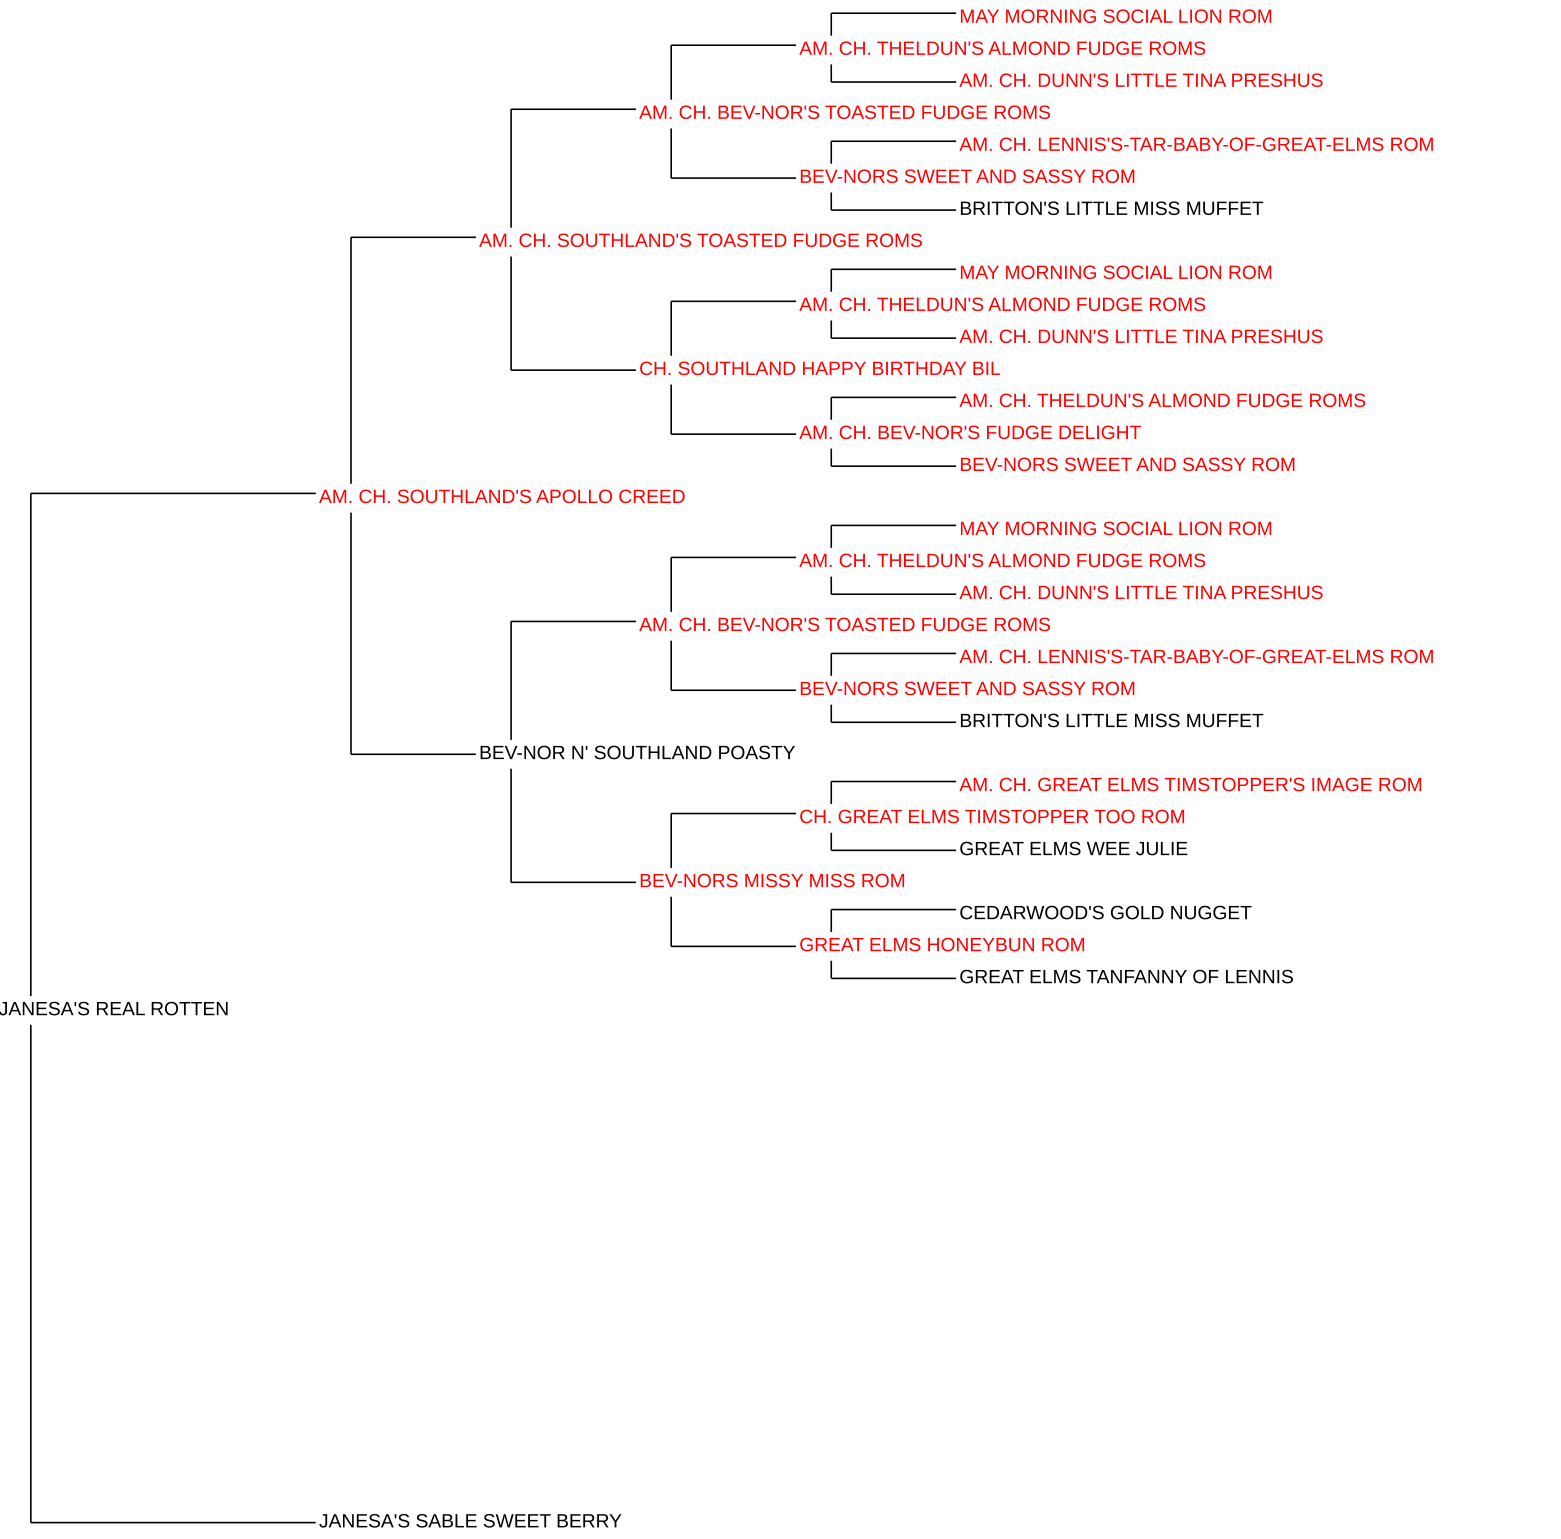 MAY MORNING SOCIAL LION ROM
AM. CH. THELDUN'S ALMOND FUDGE ROMS
AM. CH. DUNN'S LITTLE TINA PRESHUS
AM. CH. BEV-NOR'S TOASTED FUDGE ROMS
AM. CH. LENNIS'S-TAR-BABY-OF-GREAT-ELMS ROM
BEV-NORS SWEET AND SASSY ROM
BRITTON'S LITTLE MISS MUFFET
AM. CH. SOUTHLAND'S TOASTED FUDGE ROMS
MAY MORNING SOCIAL LION ROM
AM. CH. THELDUN'S ALMOND FUDGE ROMS
AM. CH. DUNN'S LITTLE TINA PRESHUS
CH. SOUTHLAND HAPPY BIRTHDAY BIL
AM. CH. THELDUN'S ALMOND FUDGE ROMS
AM. CH. BEV-NOR'S FUDGE DELIGHT
BEV-NORS SWEET AND SASSY ROM
AM. CH. SOUTHLAND'S APOLLO CREED
MAY MORNING SOCIAL LION ROM
AM. CH. THELDUN'S ALMOND FUDGE ROMS
AM. CH. DUNN'S LITTLE TINA PRESHUS
AM. CH. BEV-NOR'S TOASTED FUDGE ROMS
AM. CH. LENNIS'S-TAR-BABY-OF-GREAT-ELMS ROM
BEV-NORS SWEET AND SASSY ROM
BRITTON'S LITTLE MISS MUFFET
BEV-NOR N' SOUTHLAND POASTY
AM. CH. GREAT ELMS TIMSTOPPER'S IMAGE ROM
CH. GREAT ELMS TIMSTOPPER TOO ROM
GREAT ELMS WEE JULIE
BEV-NORS MISSY MISS ROM
CEDARWOOD'S GOLD NUGGET
GREAT ELMS HONEYBUN ROM
GREAT ELMS TANFANNY OF LENNIS
JANESA'S REAL ROTTEN
JANESA'S SABLE SWEET BERRY